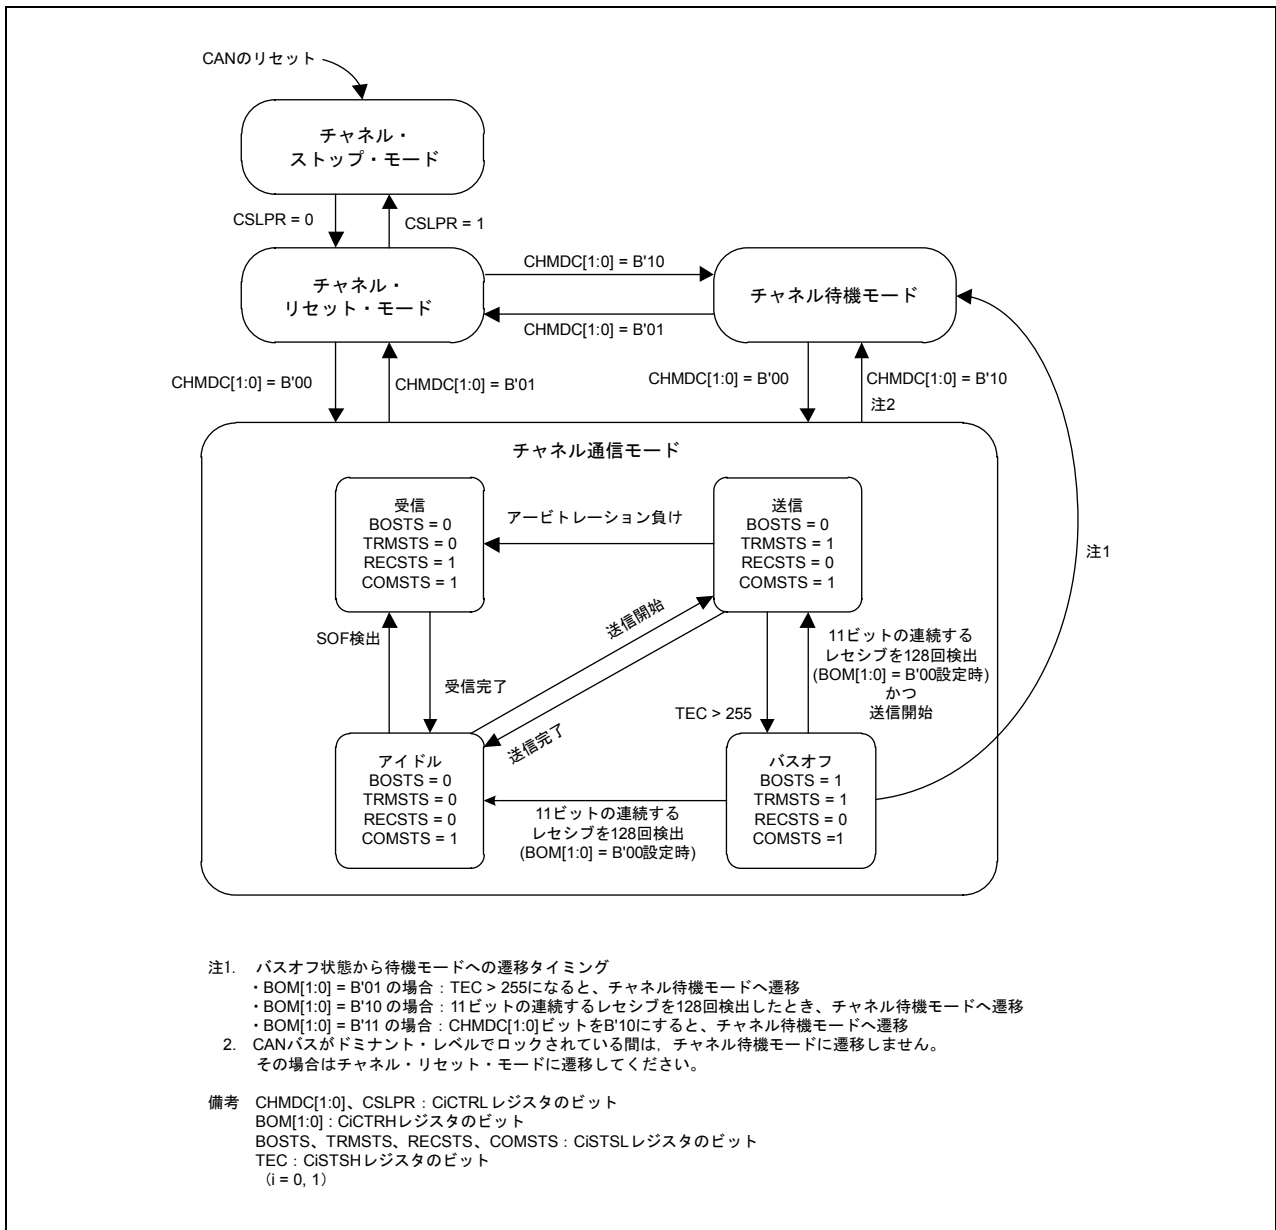 CANのリセット
チャネル・
ストップ・モード
CSLPR = 0
CSLPR = 1
チャネル・
リセット・モード
CHMDC[1:0] = B'10
CHMDC[1:0] = B'01
チャネル待機モード
CHMDC[1:0] = B'00
CHMDC[1:0] = B'01
CHMDC[1:0] = B'00
CHMDC[1:0] = B'10
注2
注1
チャネル通信モード
受信
BOSTS = 0
TRMSTS = 0
RECSTS = 1
COMSTS = 1
アービトレーション負け
送信
BOSTS = 0
TRMSTS = 1
RECSTS = 0
COMSTS = 1
SOF検出
受信完了
送信開始
送信完了
TEC > 255
11ビットの連続する
レセシブを128回検出
(BOM[1:0] = B'00設定時)
かつ
送信開始
アイドル
BOSTS = 0
TRMSTS = 0
RECSTS = 0
COMSTS = 1
11ビットの連続する
レセシブを128回検出
(BOM[1:0] = B'00設定時)
バスオフ
BOSTS = 1
TRMSTS = 1
RECSTS = 0
COMSTS =1
注1. バスオフ状態から待機モードへの遷移タイミング
・BOM[1:0] = B'01 の場合：TEC > 255になると、チャネル待機モードへ遷移
・BOM[1:0] = B'10 の場合：11ビットの連続するレセシブを128回検出したとき、チャネル待機モードへ遷移
・BOM[1:0] = B'11 の場合：CHMDC[1:0]ビットをB'10にすると、チャネル待機モードへ遷移
2. CANバスがドミナント・レベルでロックされている間は，チャネル待機モードに遷移しません。
その場合はチャネル・リセット・モードに遷移してください。
備考 CHMDC[1:0]、CSLPR：CiCTRLレジスタのビット
BOM[1:0]：CiCTRHレジスタのビット
BOSTS、TRMSTS、RECSTS、COMSTS：CiSTSLレジスタのビット
TEC：CiSTSHレジスタのビット
（i = 0, 1）